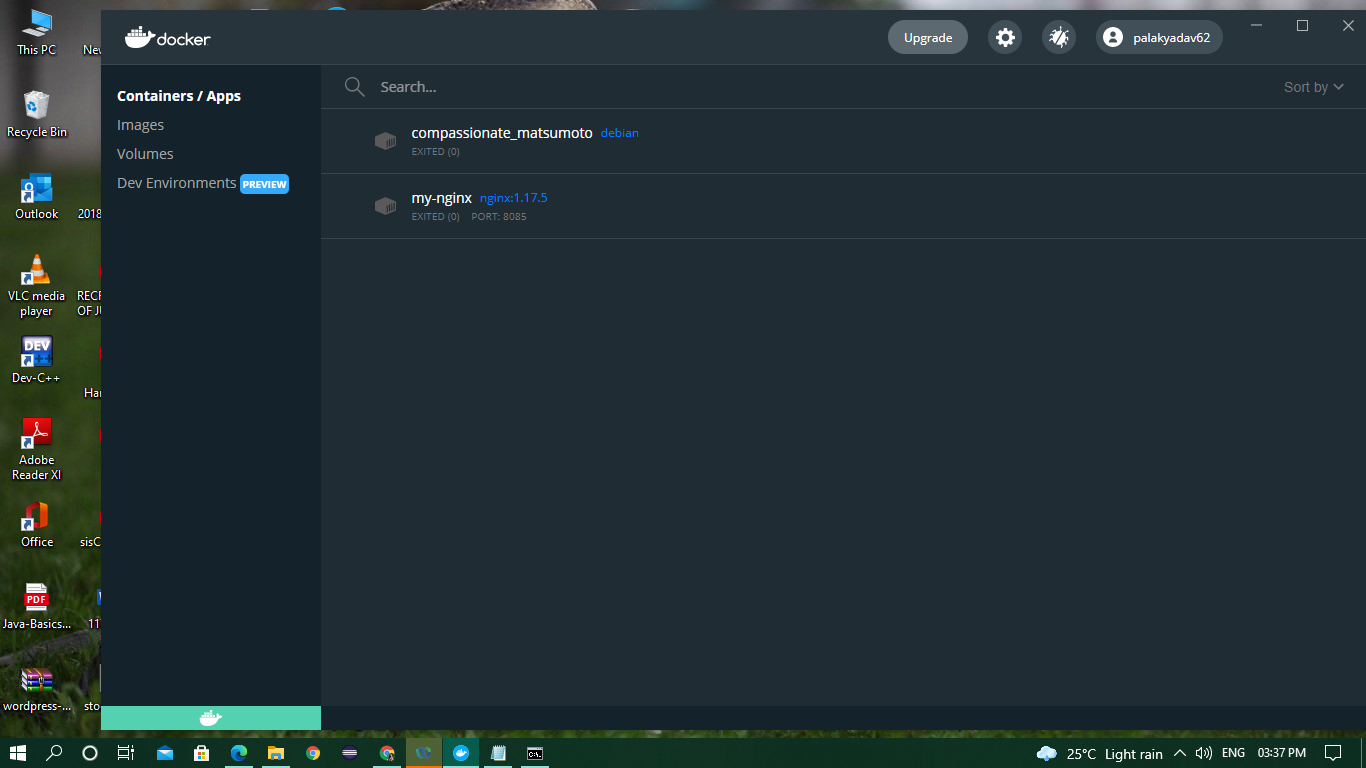 docker
Upgrade
palakyadav62
Containers / Apps
Images
Volumes
Dev Environments PREVIEW
Search...
Sort by
compassionate_matsumoto debian
EXITED (0)
my-nginx nginx:1.17.5
EXITED (0) PORT: 8085
This PC
Recycle Bin
Outlook
2018
VLC media
player
OF JU
DEV
Dev-C++
Har
Adobe
Reader XI
Office
sisC
PDF
Java-Basics...
11
wordpress-...
sto
25°C Light rain
ENG
03:37 PM